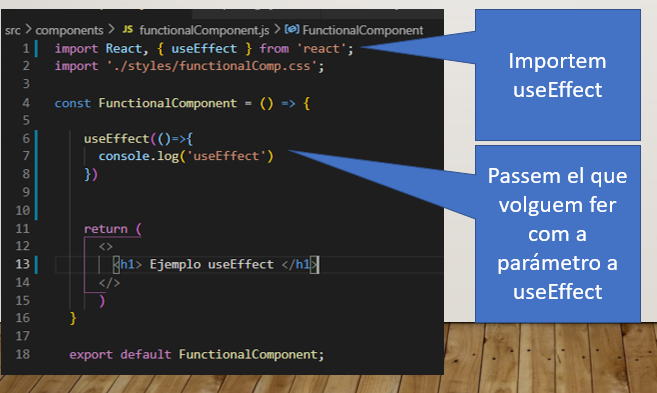 src > components > JS functionalComponent.js > FunctionalComponent
1 import React, { useEffect } from 'react';
2 import './styles/functionalComp.css';
3
4 const FunctionalComponent = () => {
5
6 useEffect(()=>{
7 console.log('useEffect')
8 })
9
10
11 return (
12 <>
13 <h1> Ejemplo useEffect </h1>
14 </>
15 )
16 }
17
18 export default FunctionalComponent;
Importem
useEffect
Passem el que
volguem fer
com a
parámetro a
useEffect